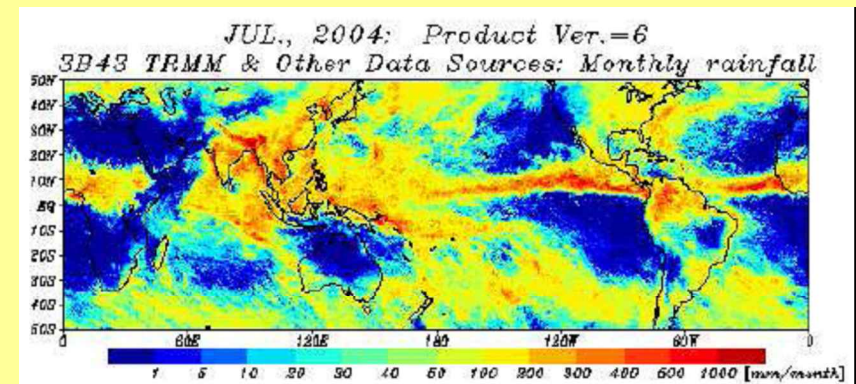 JUL., 2004: Product Ver.=6
3B43 TRMM & Other Data Sources: Monthly rainfall
50N
40N
30N
20N
10N
EQ
10S
20S
30S
40S
50S
0 60E 120E 180 120W 60W 0
1 5 10 20 30 40 60 100 200 300 400 600 1000 [mm/month]